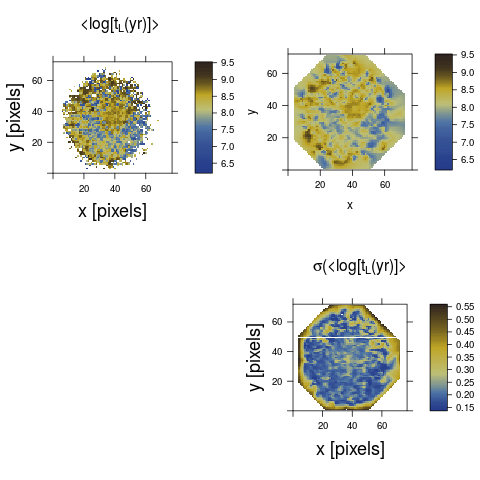 <log[t_L(yr)]>
60
40
20
20 40 60
x [pixels]
y [pixels]
9.5
9.0
8.5
8.0
7.5
7.0
6.5
60
40
20
20 40 60
x
y
9.5
9.0
8.5
8.0
7.5
7.0
6.5
σ(<log[t_L(yr)]>
60
40
20
20 40 60
x [pixels]
y [pixels]
0.55
0.50
0.45
0.40
0.35
0.30
0.25
0.20
0.15